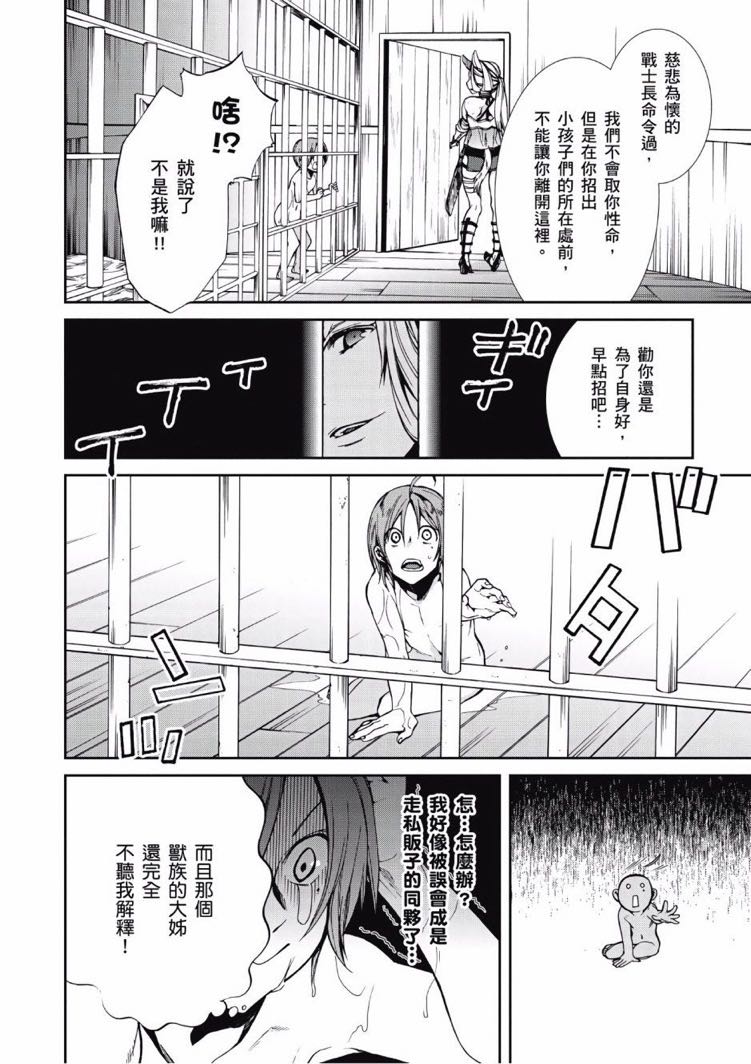 慈悲為懷的
戰士長命令過，
我們不會取你性命，
但是在你招出
小孩子們的所在處前，
不能讓你離開這裡。
啥!?
就說了
不是我嘛!!
勸你還是
為了自身好，
早點招吧…
ギィィ
バターン
怎…怎麼辦？
我好像被誤會成是
走私販子的同夥了…
而且那個
獸族的大姊
還完全
不聽我解釋！